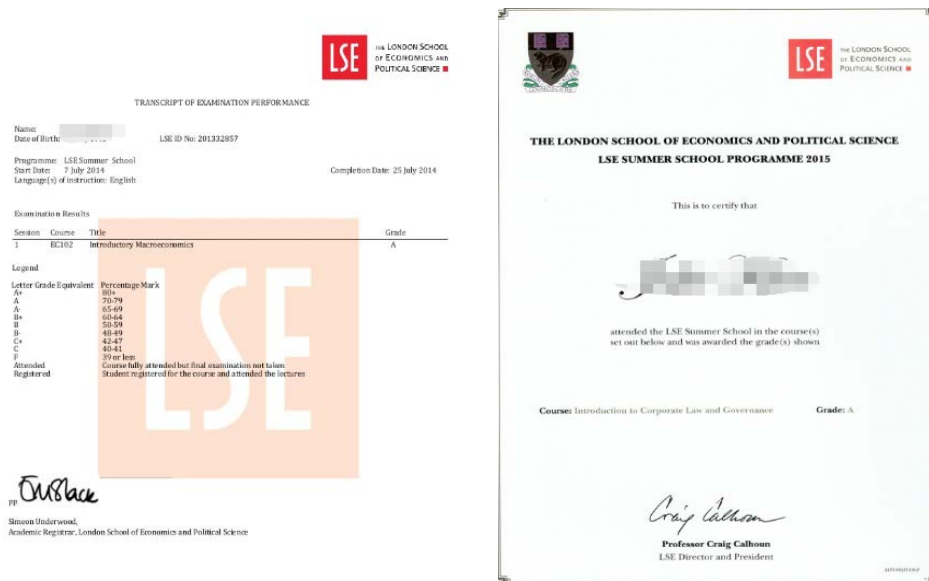 LSE THE LONDON SCHOOL
OF ECONOMICS AND
POLITICAL SCIENCE
TRANSCRIPT OF EXAMINATION PERFORMANCE
Name:
Date of Birth: LSE ID No: 201332857
Programme: LSE Summer School
Start Date: 7 July 2014 Completion Date: 25 July 2014
Language(s) of instruction: English
Examination Results
Session Course Title Grade
1 EC102 Introductory Macroeconomics A
Legend
Letter Grade Equivalent Percentage Mark
A+ 80+
A 70-79
A- 65-69
B+ 60-64
B 50-59
B- 48-49
C+ 42-47
C 40-41
F 39 or less
Attended Course fully attended but final examination not taken
Registered Student registered for the course and attended the lectures
LSE
pp
Simeon Underwood,
Academic Registrar, London School of Economics and Political Science
LSE THE LONDON SCHOOL
OF ECONOMICS AND
POLITICAL SCIENCE
THE LONDON SCHOOL OF ECONOMICS AND POLITICAL SCIENCE
LSE SUMMER SCHOOL PROGRAMME 2015
This is to certify that
attended the LSE Summer School in the course(s)
set out below and was awarded the grade(s) shown
Course: Introduction to Corporate Law and Governance Grade: A
Craig Calhoun
Professor Craig Calhoun
LSE Director and President